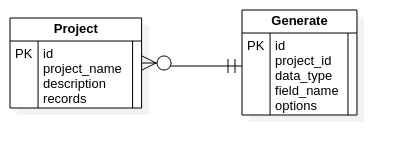 Project
PK id
project_name
description
records
Generate
PK id
project_id
data_type
field_name
options